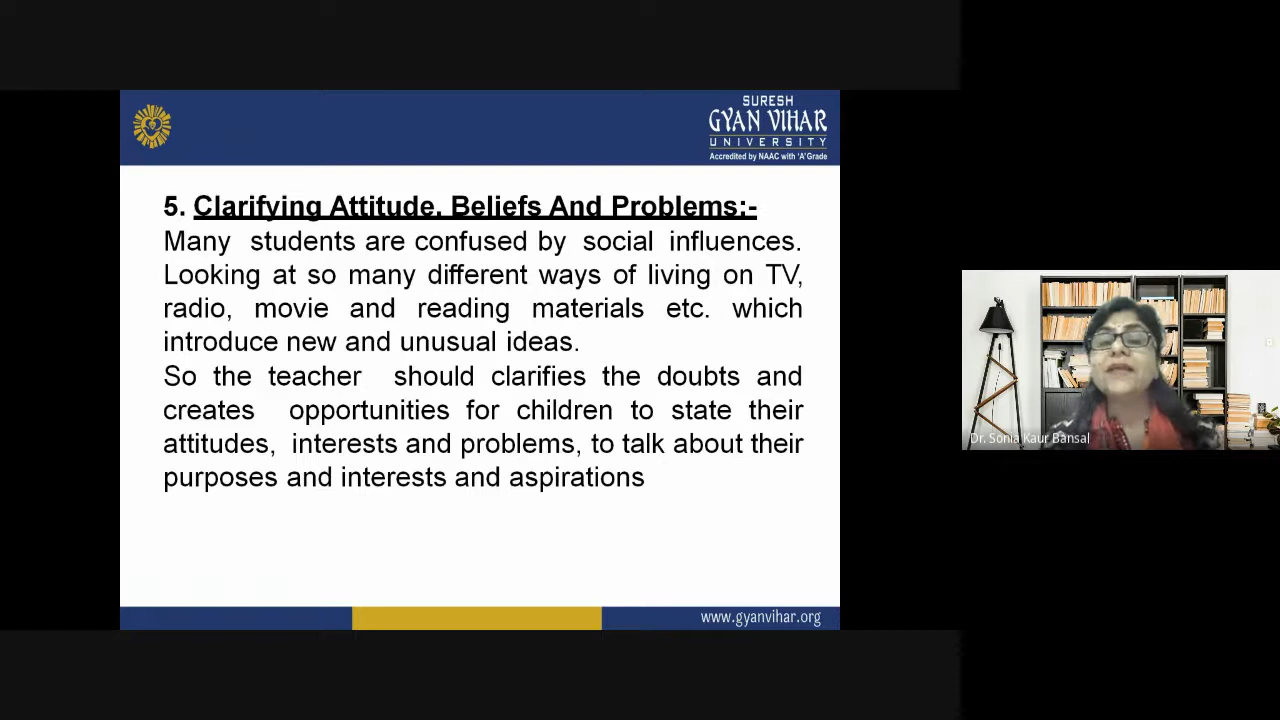 SURESH
GYAN VIHAR
UNIVERSITY
Accredited by NAAC with 'A' Grade
5. Clarifying Attitude, Beliefs And Problems:-
Many students are confused by social influences.
Looking at so many different ways of living on TV,
radio, movie and reading materials etc. which
introduce new and unusual ideas.
So the teacher should clarifies the doubts and
creates opportunities for children to state their
attitudes, interests and problems, to talk about their
purposes and interests and aspirations
www.gyanvihar.org
Dr. Sonia Kaur Bansal